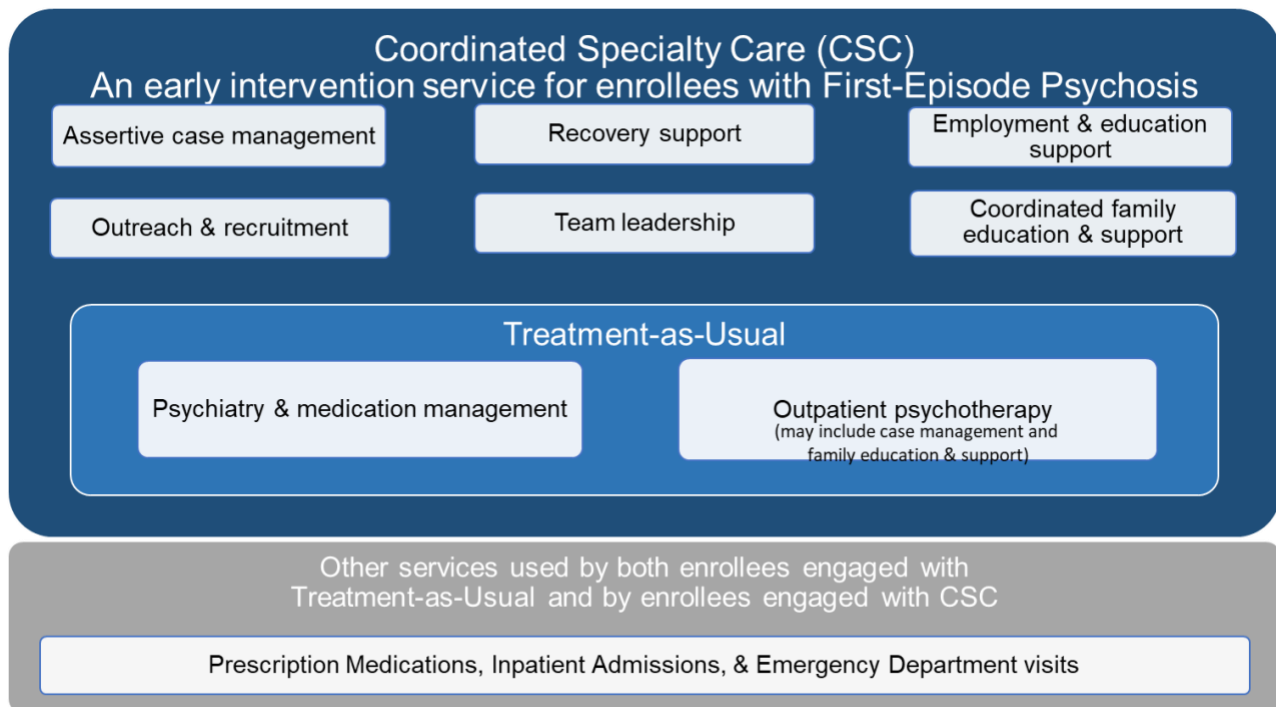 Coordinated Specialty Care (CSC)
An early intervention service for enrollees with First-Episode Psychosis
Assertive case management
Recovery support
Employment & education
support
Outreach & recruitment
Team leadership
Coordinated family
education & support
Treatment-as-Usual
Psychiatry & medication management
Outpatient psychotherapy
(may include case management and
family education & support)
Other services used by both enrollees engaged with
Treatment-as-Usual and by enrollees engaged with CSC
Prescription Medications, Inpatient Admissions, & Emergency Department visits